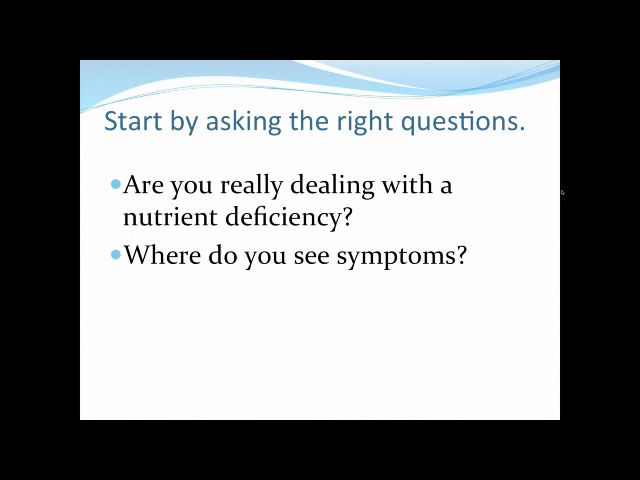 Start by asking the right questions.
•Are you really dealing with a
nutrient deficiency?
•Where do you see symptoms?